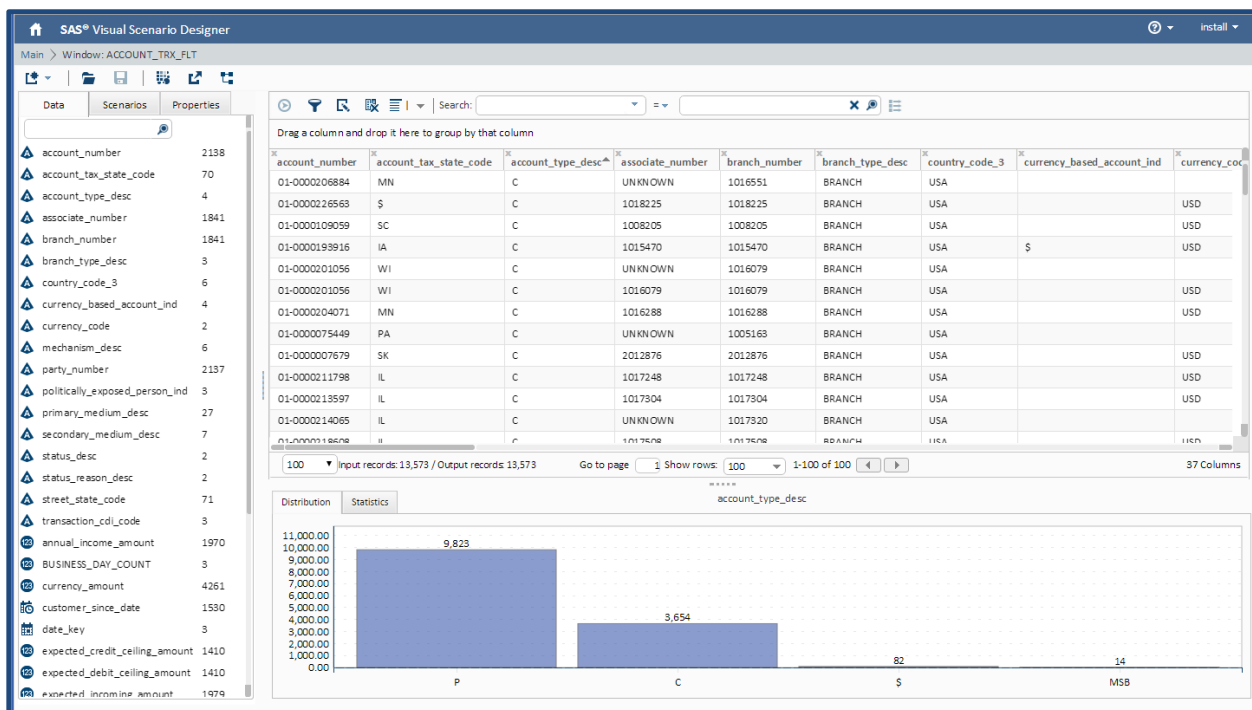 SAS® Visual Scenario Designer
install
Main > Window: ACCOUNT_TRX_FLT
Data Scenarios Properties
account_number 2138
account_tax_state_code 70
account_type_desc 4
associate_number 1841
branch_number 1841
branch_type_desc 3
country_code_3 6
currency_based_account_ind 4
currency_code 2
mechanism_desc 6
party_number 2137
politically_exposed_person_ind 3
primary_medium_desc 27
secondary_medium_desc 7
status_desc 2
status_reason_desc 2
street_state_code 71
transaction_cdi_code 3
annual_income_amount 1970
BUSINESS_DAY_COUNT 3
currency_amount 4261
customer_since_date 1530
date_key 3
expected_credit_ceiling_amount 1410
expected_debit_ceiling_amount 1410
expected_incoming_amount 1979
Search: =
Drag a column and drop it here to group by that column
account_number account_tax_state_code account_type_desc associate_number branch_number branch_type_desc country_code_3 currency_based_account_ind currency_cod
01-0000206884 MN C UNKNOWN 1016551 BRANCH USA
01-0000226563 $ C 1018225 1018225 BRANCH USA USD
01-0000109059 SC C 1008205 1008205 BRANCH USA USD
01-0000193916 IA C 1015470 1015470 BRANCH USA $ USD
01-0000201056 WI C UNKNOWN 1016079 BRANCH USA
01-0000201056 WI C 1016079 1016079 BRANCH USA USD
01-0000204071 MN C 1016288 1016288 BRANCH USA USD
01-0000075449 PA C UNKNOWN 1005163 BRANCH USA
01-0000007679 SK C 2012876 2012876 BRANCH USA USD
01-0000211798 IL C 1017248 1017248 BRANCH USA USD
01-0000213597 IL C 1017304 1017304 BRANCH USA USD
01-0000214065 IL C UNKNOWN 1017320 BRANCH USA
01-0000218608 IL C 1017508 1017508 BRANCH USA USD
100 Input records: 13,573 / Output records: 13,573 Go to page 1 Show rows: 100 1-100 of 100 37 Columns
Distribution Statistics
account_type_desc
11,000.00
10,000.00
9,000.00
8,000.00
7,000.00
6,000.00
5,000.00
4,000.00
3,000.00
2,000.00
1,000.00
0.00
9,823 3,654 82 14
P C $ MSB